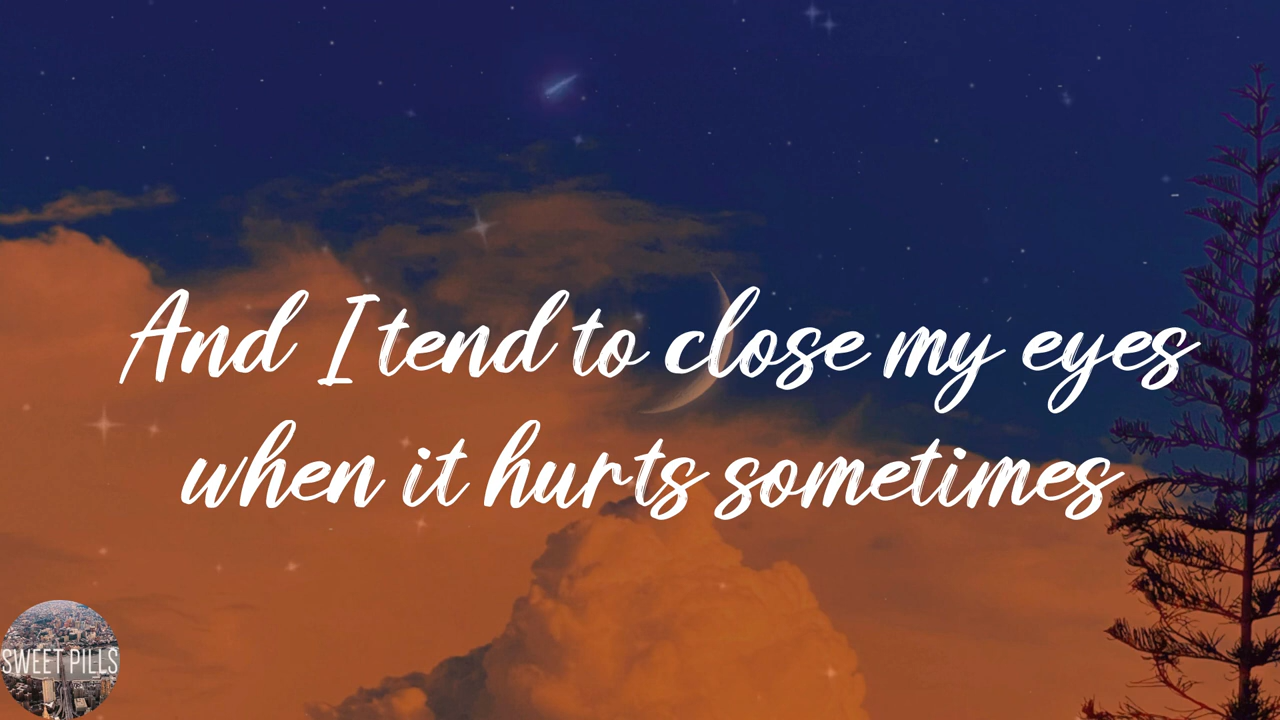 And I tend to close my eyes
when it hurts sometimes
SWEET PILLS